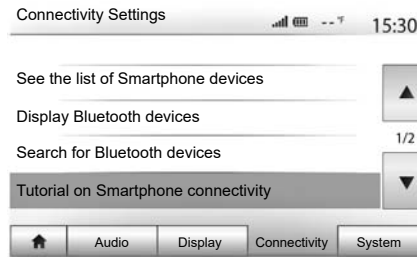 Connectivity Settings
--°F
15:30
See the list of Smartphone devices
Display Bluetooth devices
1/2
Search for Bluetooth devices
Tutorial on Smartphone connectivity
Audio Display Connectivity System